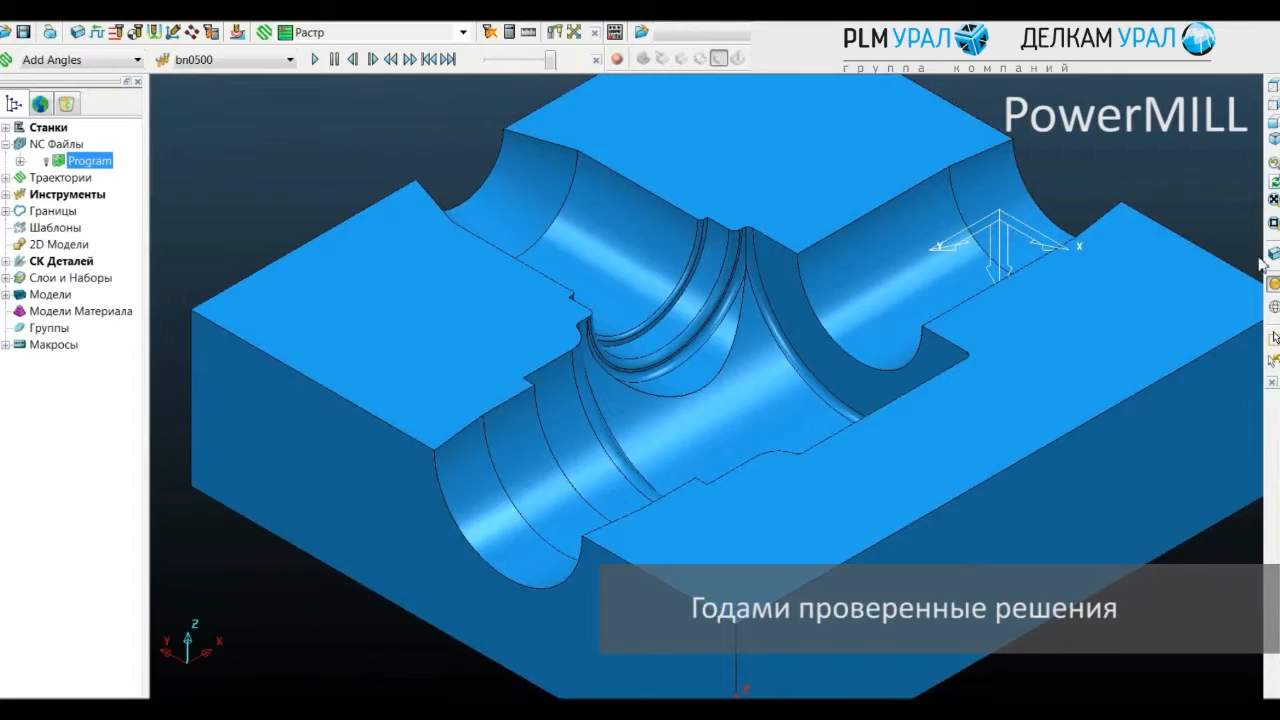 Растр
PLM УРАЛ
ДЕЛКАМ УРАЛ
группа компаний
Add Angles
bn0500
PowerMILL
Станки
NC Файлы
Program
Траектории
Инструменты
Границы
Шаблоны
2D Модели
СК Деталей
Слои и Наборы
Модели
Модели Материала
Группы
Макросы
Y
X
Годами проверенные решения
Z
Y
X
Z